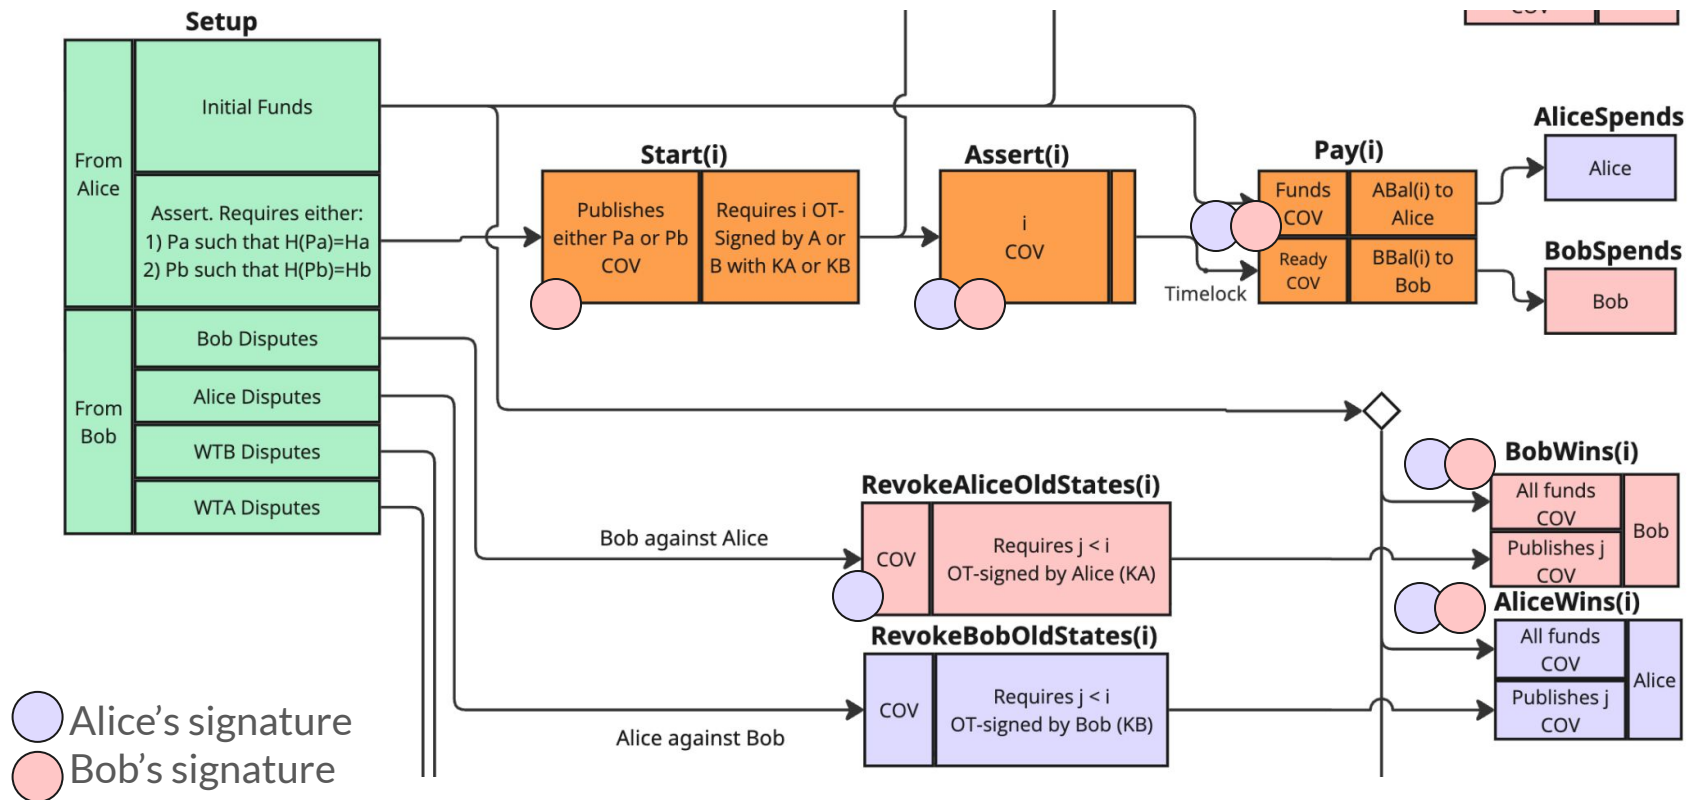 Setup
From
Alice
Initial Funds
Assert. Requires either:
1) Pa such that H(Pa)=Ha
2) Pb such that H(Pb)=Hb
From
Bob
Bob Disputes
Alice Disputes
WTB Disputes
WTA Disputes
Start(i)
Publishes
either Pa or Pb
COV
Requires i OT-
Signed by A or
B with KA or KB
Assert(i)
i
COV
Timelock
Pay(i)
Funds
COV
ABal(i) to
Alice
Ready
COV
BBal(i) to
Bob
AliceSpends
Alice
BobSpends
Bob
Bob against Alice
RevokeAliceOldStates(i)
COV
Requires j < i
OT-signed by Alice (KA)
BobWins(i)
All funds
COV
Publishes j
COV
Bob
Alice against Bob
RevokeBobOldStates(i)
COV
Requires j < i
OT-signed by Bob (KB)
AliceWins(i)
All funds
COV
Publishes j
COV
Alice
Alice's signature
Bob's signature